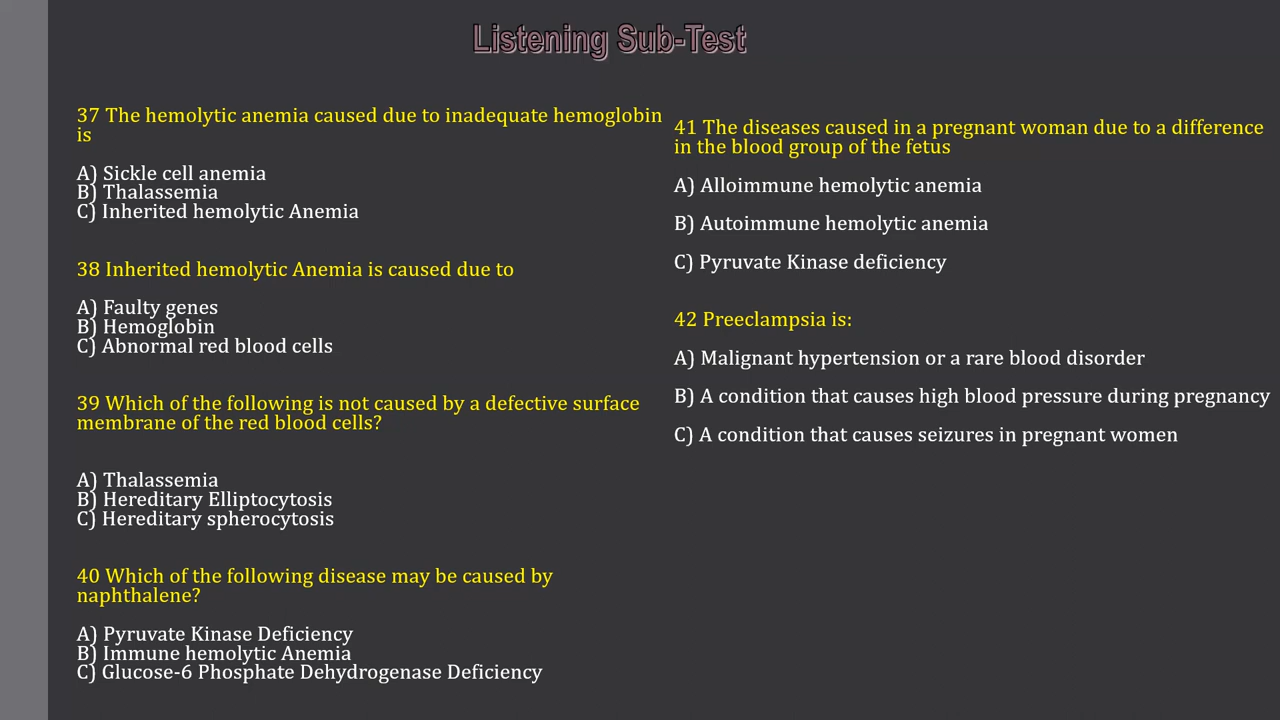 Listening Sub-Test
37 The hemolytic anemia caused due to inadequate hemoglobin
is
A) Sickle cell anemia
B) Thalassemia
C) Inherited hemolytic Anemia
38 Inherited hemolytic Anemia is caused due to
A) Faulty genes
B) Hemoglobin
C) Abnormal red blood cells
39 Which of the following is not caused by a defective surface
membrane of the red blood cells?
A) Thalassemia
B) Hereditary Elliptocytosis
C) Hereditary spherocytosis
40 Which of the following disease may be caused by
naphthalene?
A) Pyruvate Kinase Deficiency
B) Immune hemolytic Anemia
C) Glucose-6 Phosphate Dehydrogenase Deficiency
41 The diseases caused in a pregnant woman due to a difference
in the blood group of the fetus
A) Alloimmune hemolytic anemia
B) Autoimmune hemolytic anemia
C) Pyruvate Kinase deficiency
42 Preeclampsia is:
A) Malignant hypertension or a rare blood disorder
B) A condition that causes high blood pressure during pregnancy
C) A condition that causes seizures in pregnant women